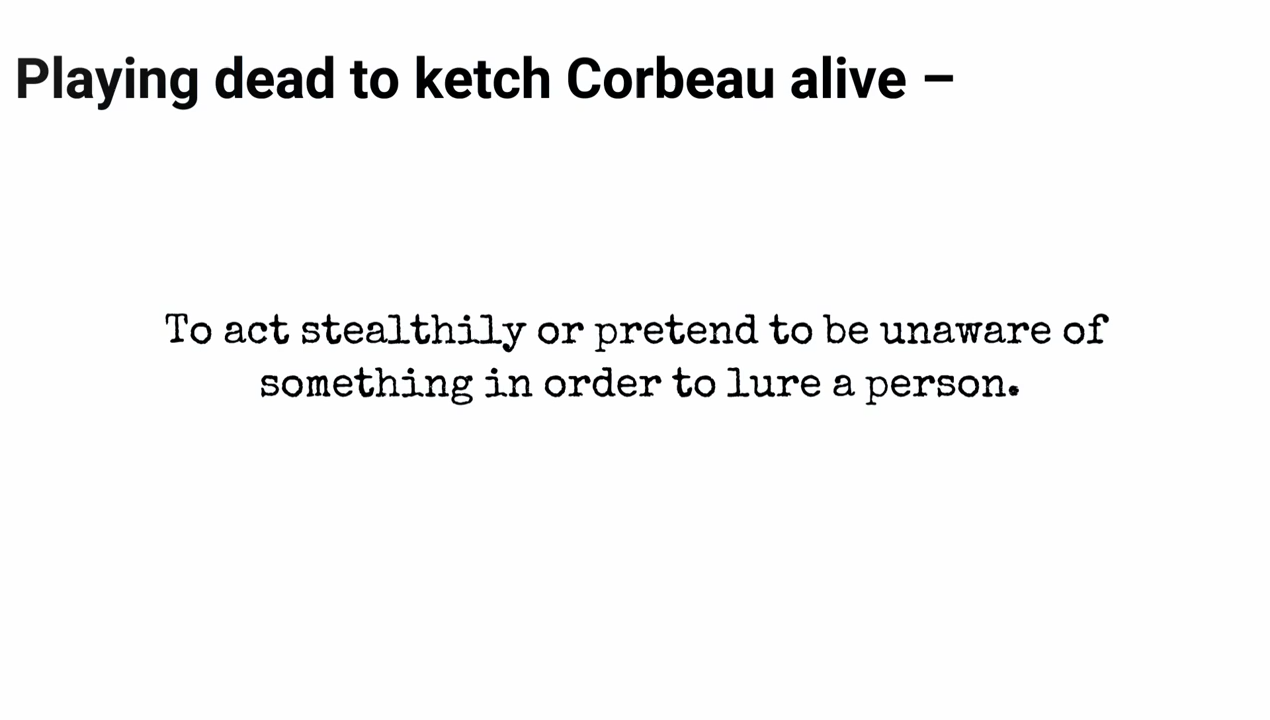 Playing dead to ketch Corbeau alive –
To act stealthily or pretend to be unaware of
something in order to lure a person.